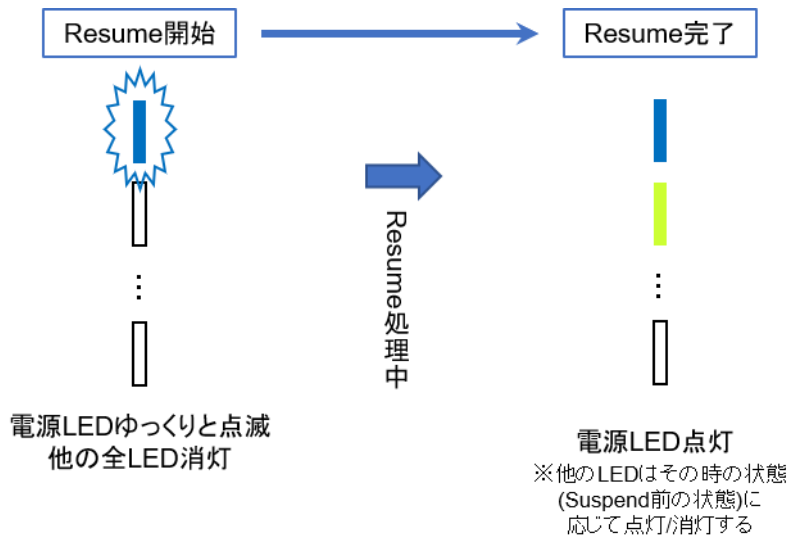 Resume開始
Resume完了
Resume処理中
電源LEDゆっくりと点滅
他の全LED消灯
電源LED点灯
※他のLEDはその時の状態
(Suspend前の状態)に
応じて点灯/消灯する